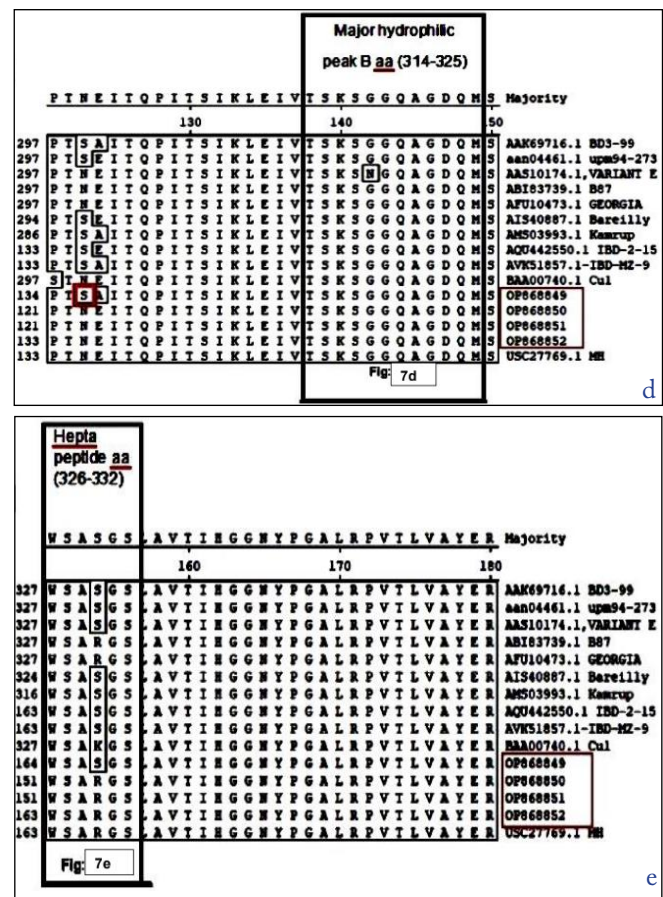 Major hydrophilic
peak B aa (314-325)
P T N E I T Q P I T S I K L E I V T S K S G G Q A G D Q M S Majority
130 140 150
297 P T S A I T Q P I T S I K L E I V T S K S G G Q A G D Q M S AAK69716.1 BD3-99
297 P T S E I T Q P I T S I K L E I V T S K S G G Q A G D Q M S aan04461.1 upm94-273
297 P T N E I T Q P I T S I K L E I V T S K S N G Q A G D Q M S AAS10174.1,VARIANT E
297 P T N E I T Q P I T S I K L E I V T S K S G G Q A G D Q M S ABI83739.1 B87
297 P T N E I T Q P I T S I K L E I V T S K S G G Q A G D Q M S AFU10473.1 GEORGIA
294 P T S E I T Q P I T S I K L E I V T S K S G G Q A G D Q M S AIS40887.1 Bareilly
286 P T S A I T Q P I T S I K L E I V T S K S G G Q A G D Q M S AMS03993.1 Kamrup
133 P T S E I T Q P I T S I K L E I V T S K S G G Q A G D Q M S AQU442550.1 IBD-2-15
133 P T S A I T Q P I T S I K L E I V T S K S G G Q A G D Q M S AVK51857.1-IBD-MZ-9
297 S T N E I T Q P I T S I K L E I V T S K S G G Q A G D Q M S BAA00740.1 Cu1
134 P T S A I T Q P I T S I K L E I V T S K S G G Q A G D Q M S OP868849
121 P T N E I T Q P I T S I K L E I V T S K S G G Q A G D Q M S OP868850
121 P T N E I T Q P I T S I K L E I V T S K S G G Q A G D Q M S OP868851
133 P T N E I T Q P I T S I K L E I V T S K S G G Q A G D Q M S OP868852
133 P T N E I T Q P I T S I K L E I V T S K S G G Q A G D Q M S USC27769.1 MH
Fig: 7d
d
Hepta
peptide aa
(326-332)
W S A S G S L A V T I H G G N Y P G A L R P V T L V A Y E R Majority
160 170 180
327 W S A S G S L A V T I H G G N Y P G A L R P V T L V A Y E R AAK69716.1 BD3-99
327 W S A S G S L A V T I H G G N Y P G A L R P V T L V A Y E R aan04461.1 upm94-273
327 W S A S G S L A V T I H G G N Y P G A L R P V T L V A Y E R AAS10174.1,VARIANT E
327 W S A R G S L A V T I H G G N Y P G A L R P V T L V A Y E R ABI83739.1 B87
327 W S A R G S L A V T I H G G N Y P G A L R P V T L V A Y E R AFU10473.1 GEORGIA
324 W S A S G S L A V T I H G G N Y P G A L R P V T L V A Y E R AIS40887.1 Bareilly
316 W S A S G S L A V T I H G G N Y P G A L R P V T L V A Y E R AMS03993.1 Kamrup
163 W S A S G S L A V T I H G G N Y P G A L R P V T L V A Y E R AQU442550.1 IBD-2-15
163 W S A S G S L A V T I H G G N Y P G A L R P V T L V A Y E R AVK51857.1-IBD-MZ-9
327 W S A K G S L A V T I H G G N Y P G A L R P V T L V A Y E R BAA00740.1 Cu1
164 W S A S G S L A V T I H G G N Y P G A L R P V T L V A Y E R OP868849
151 W S A R G S L A V T I H G G N Y P G A L R P V T L V A Y E R OP868850
151 W S A R G S L A V T I H G G N Y P G A L R P V T L V A Y E R OP868851
163 W S A R G S L A V T I H G G N Y P G A L R P V T L V A Y E R OP868852
163 W S A R G S L A V T I H G G N Y P G A L R P V T L V A Y E R USC27769.1 MH
Fig: 7e
e